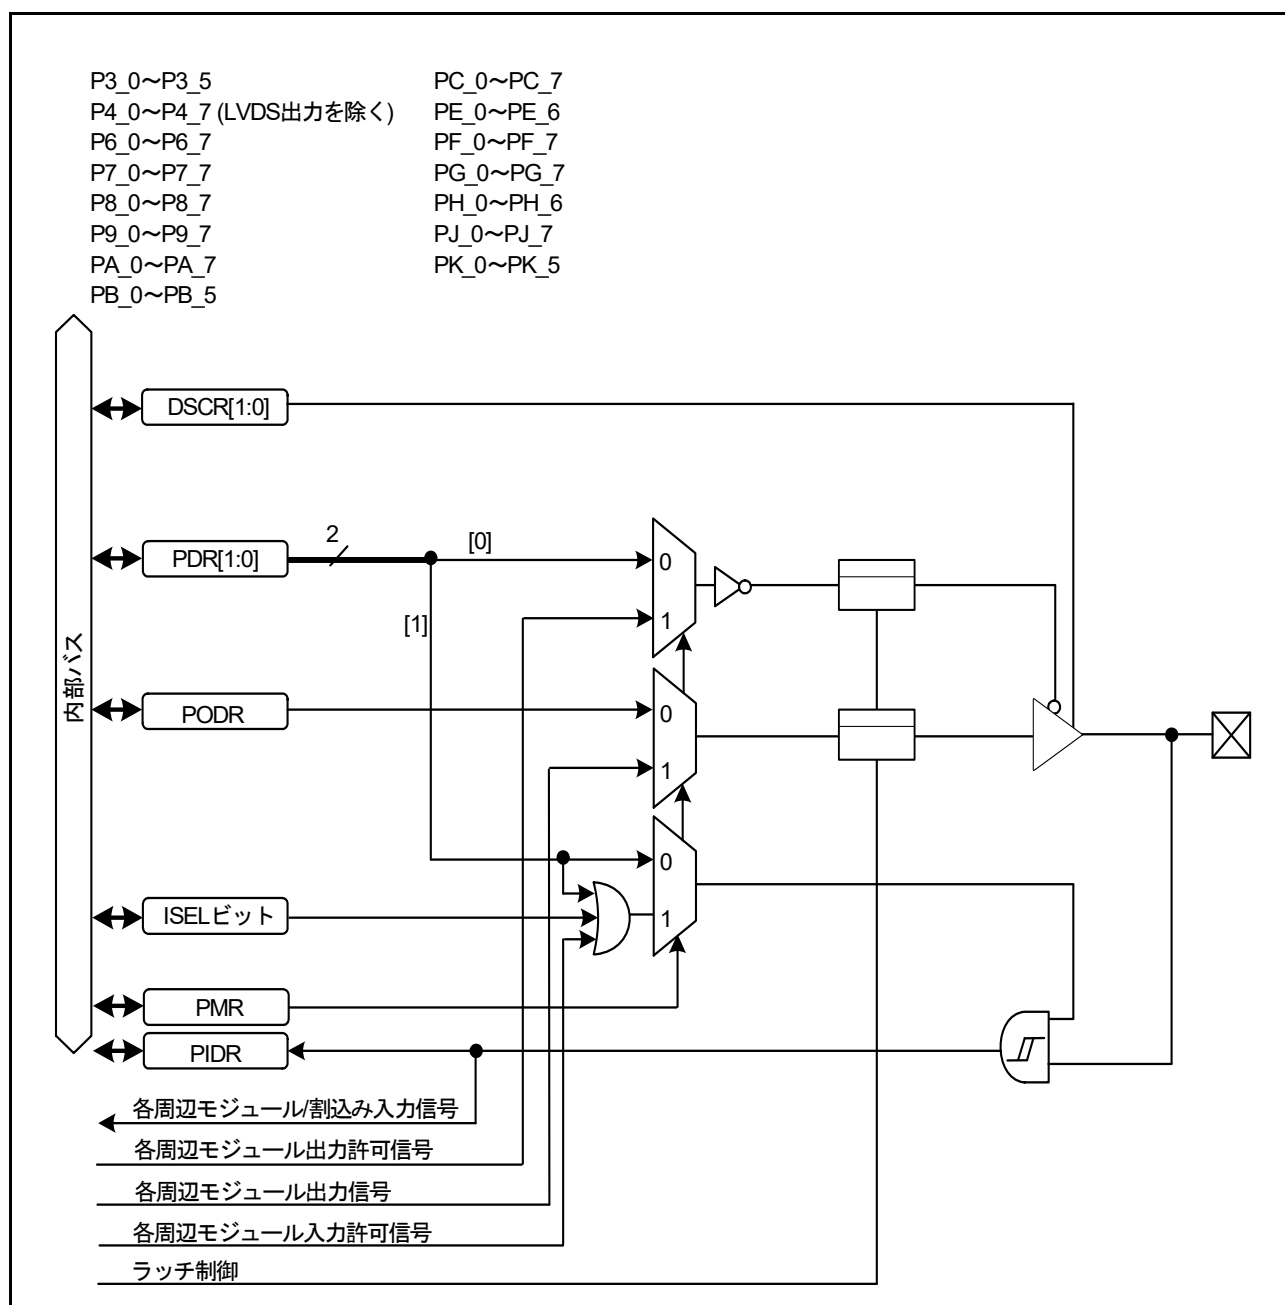 P3_0～P3_5
P4_0～P4_7 (LVDS出力を除く)
P6_0～P6_7
P7_0～P7_7
P8_0～P8_7
P9_0～P9_7
PA_0～PA_7
PB_0～PB_5
PC_0～PC_7
PE_0～PE_6
PF_0～PF_7
PG_0～PG_7
PH_0～PH_6
PJ_0～PJ_7
PK_0～PK_5
内部バス
DSCR[1:0]
PDR[1:0]
2
[0]
[1]
0
1
PODR
0
1
0
1
ISELビット
PMR
PIDR
各周辺モジュール/割込み入力信号
各周辺モジュール出力許可信号
各周辺モジュール出力信号
各周辺モジュール入力許可信号
ラッチ制御